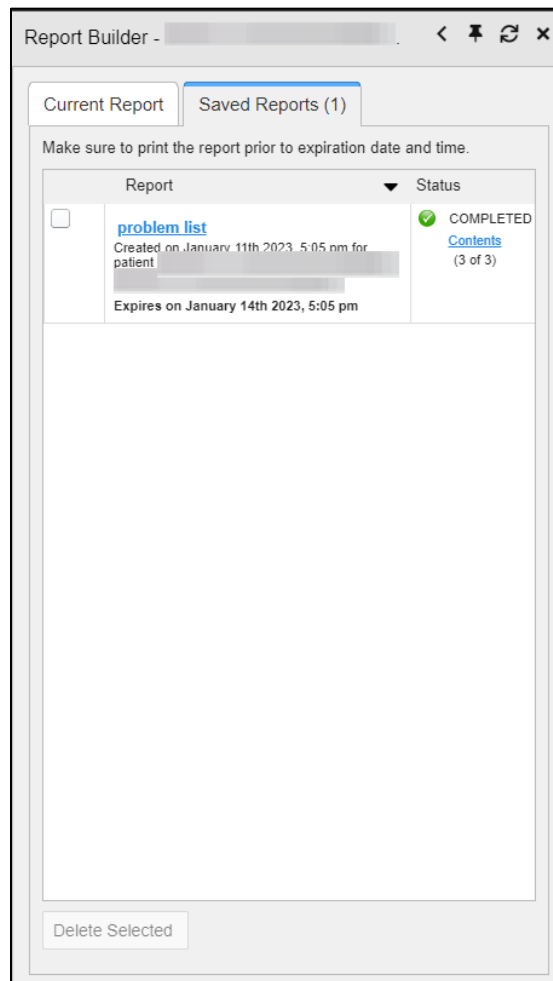 Report Builder -
Current Report
Saved Reports (1)
Make sure to print the report prior to expiration date and time.
Report
Status
problem list
Created on January 11th 2023, 5:05 pm for
patient
Expires on January 14th 2023, 5:05 pm
COMPLETED
Contents
(3 of 3)
Delete Selected